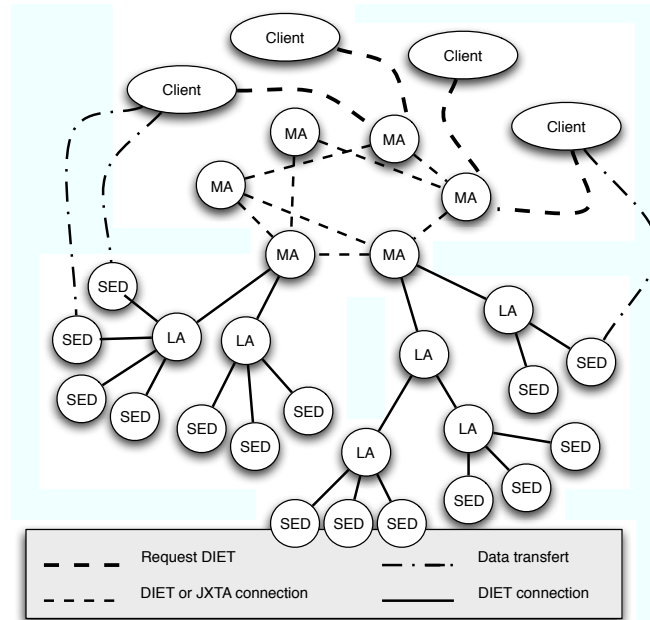 Client
Client
Client
Client
MA
MA
MA
MA
MA
MA
SED
LA
LA
SED
LA
LA
SED
SED
SED
SED
SED
SED
LA
SED
SED
LA
SED
SED
SED
SED
SED
Request DIET
Data transfert
DIET or JXTA connection
DIET connection